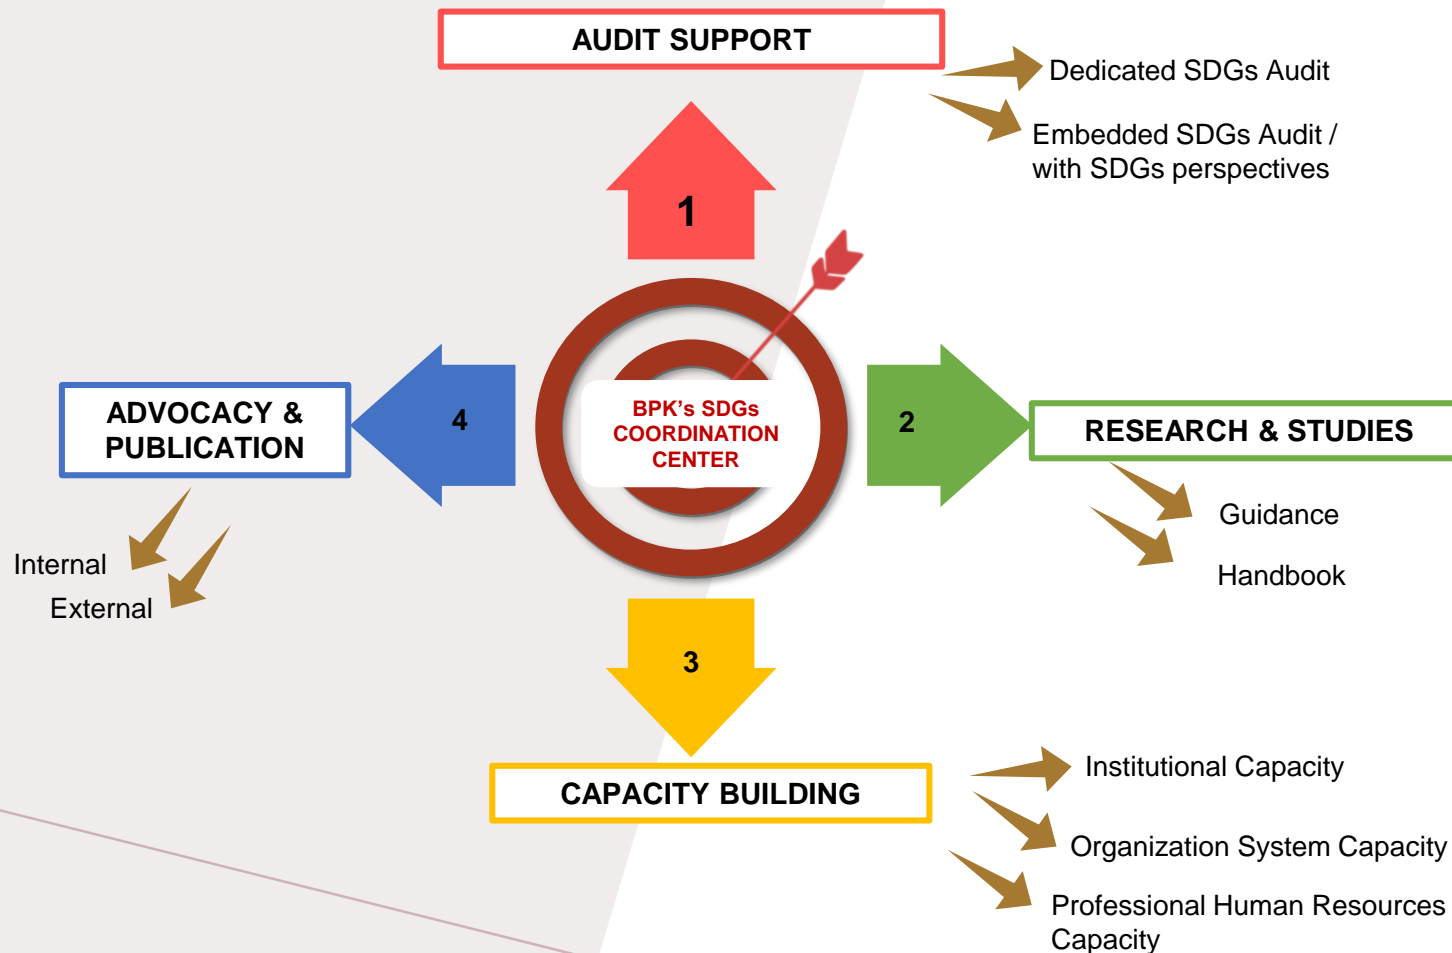 AUDIT SUPPORT
Dedicated SDGs Audit
Embedded SDGs Audit /
with SDGs perspectives
1
BPK’s SDGs
COORDINATION
CENTER
2
RESEARCH & STUDIES
Guidance
Handbook
3
CAPACITY BUILDING
Institutional Capacity
Organization System Capacity
Professional Human Resources
Capacity
4
ADVOCACY &
PUBLICATION
Internal
External